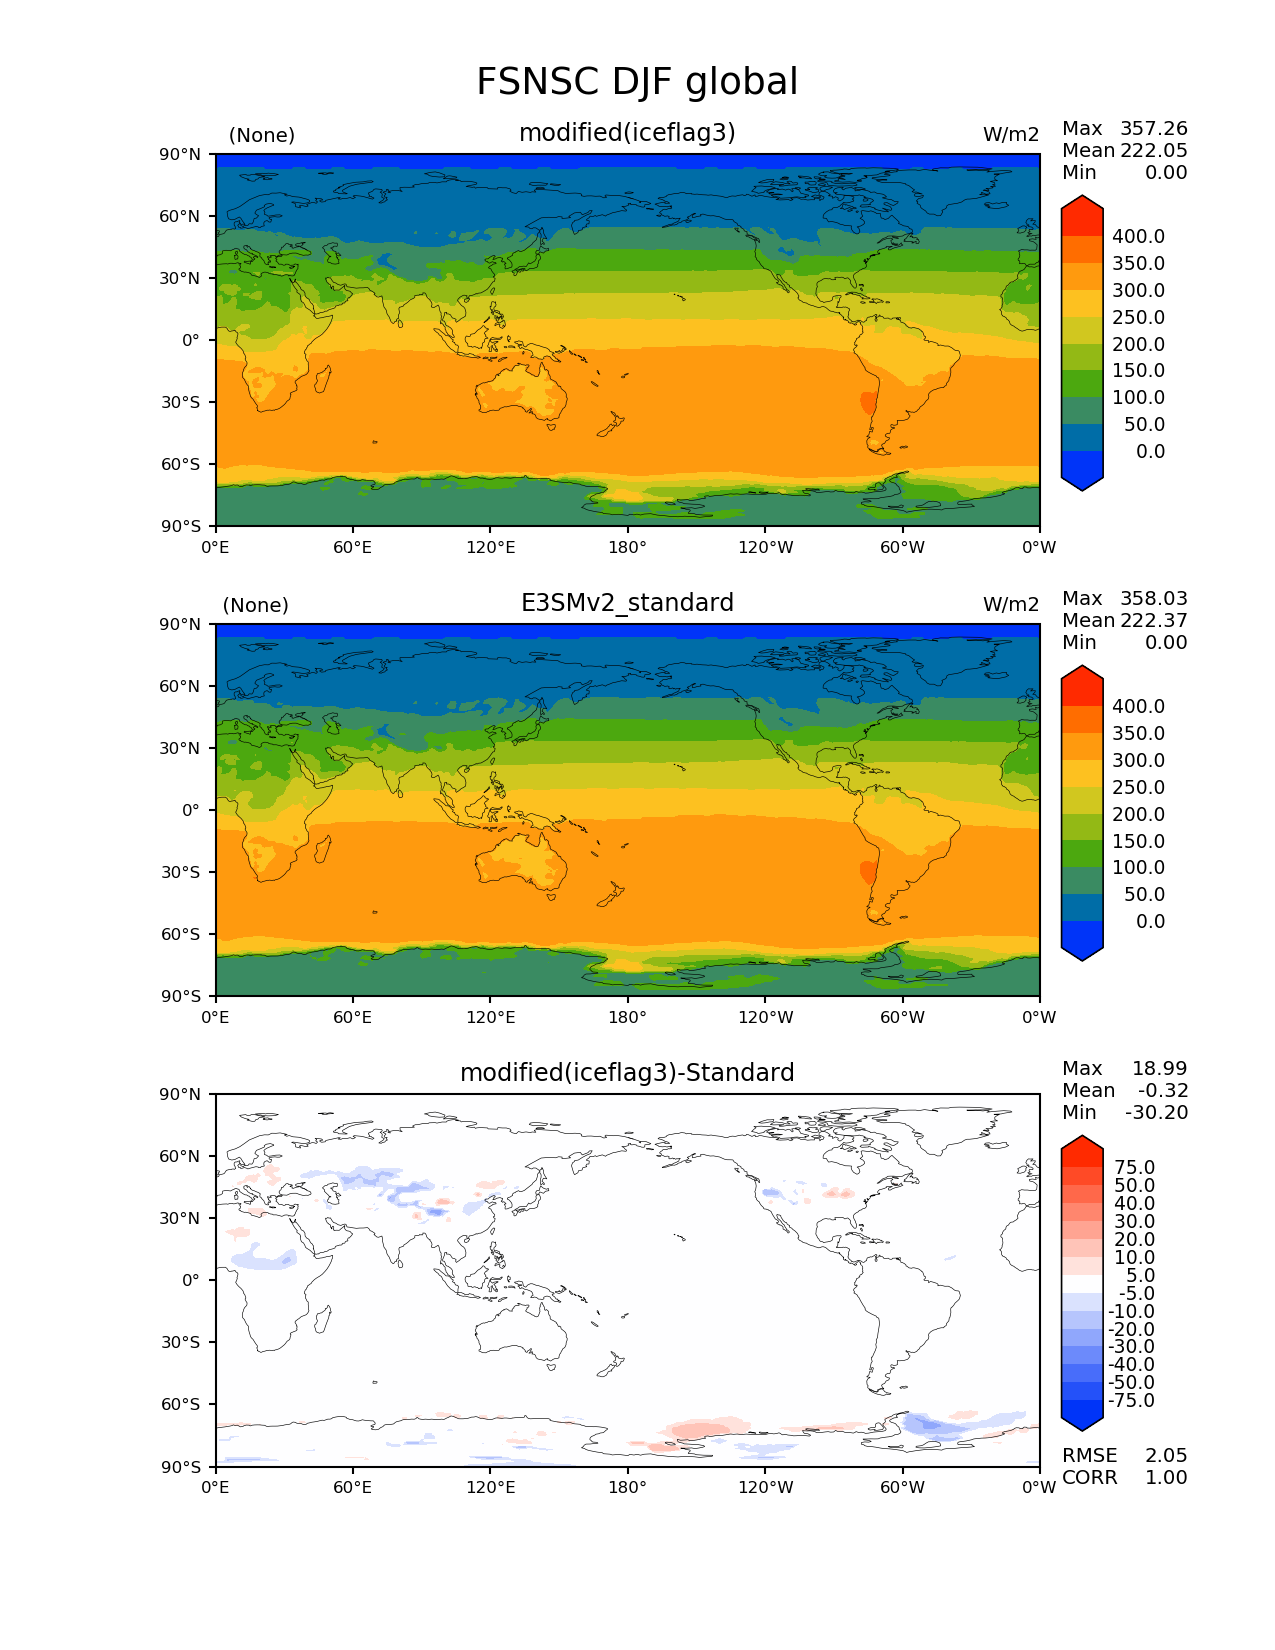 FSNSC DJF global
(None) modified(iceflag3) W/m2
Max 357.26
Mean 222.05
Min 0.00
90°N
60°N
30°N
0°
30°S
60°S
90°S
0°E 60°E 120°E 180° 120°W 60°W 0°W
400.0
350.0
300.0
250.0
200.0
150.0
100.0
50.0
0.0
(None) E3SMv2_standard W/m2
Max 358.03
Mean 222.37
Min 0.00
90°N
60°N
30°N
0°
30°S
60°S
90°S
0°E 60°E 120°E 180° 120°W 60°W 0°W
400.0
350.0
300.0
250.0
200.0
150.0
100.0
50.0
0.0
modified(iceflag3)-Standard
Max 18.99
Mean -0.32
Min -30.20
90°N
60°N
30°N
0°
30°S
60°S
90°S
0°E 60°E 120°E 180° 120°W 60°W 0°W
75.0
50.0
40.0
30.0
20.0
10.0
5.0
-5.0
-10.0
-20.0
-30.0
-40.0
-50.0
-75.0
RMSE 2.05
CORR 1.00